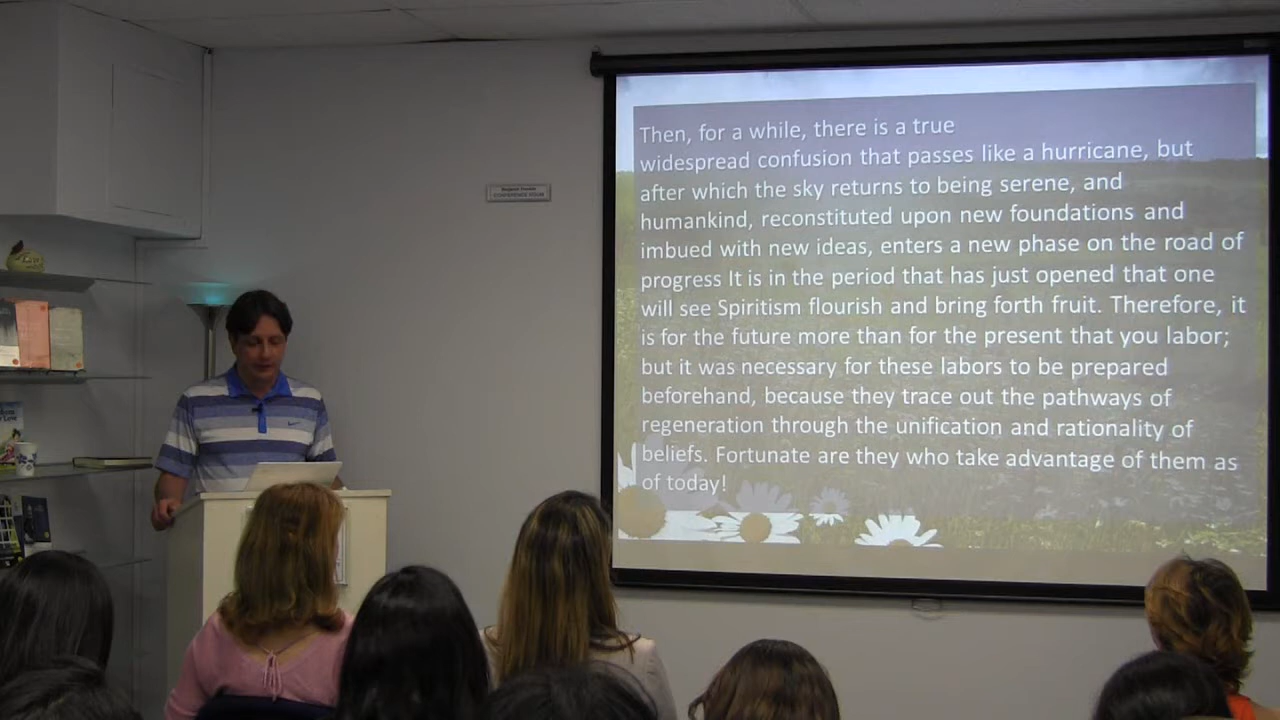 Then, for a while, there is a true
widespread confusion that passes like a hurricane, but
after which the sky returns to being serene, and
humankind, reconstituted upon new foundations and
imbued with new ideas, enters a new phase on the road of
progress It is in the period that has just opened that one
will see Spiritism flourish and bring forth fruit. Therefore, it
is for the future more than for the present that you labor;
but it was necessary for these labors to be prepared
beforehand, because they trace out the pathways of
regeneration through the unification and rationality of
beliefs. Fortunate are they who take advantage of them as
of today!
CONFERENCE ROOM